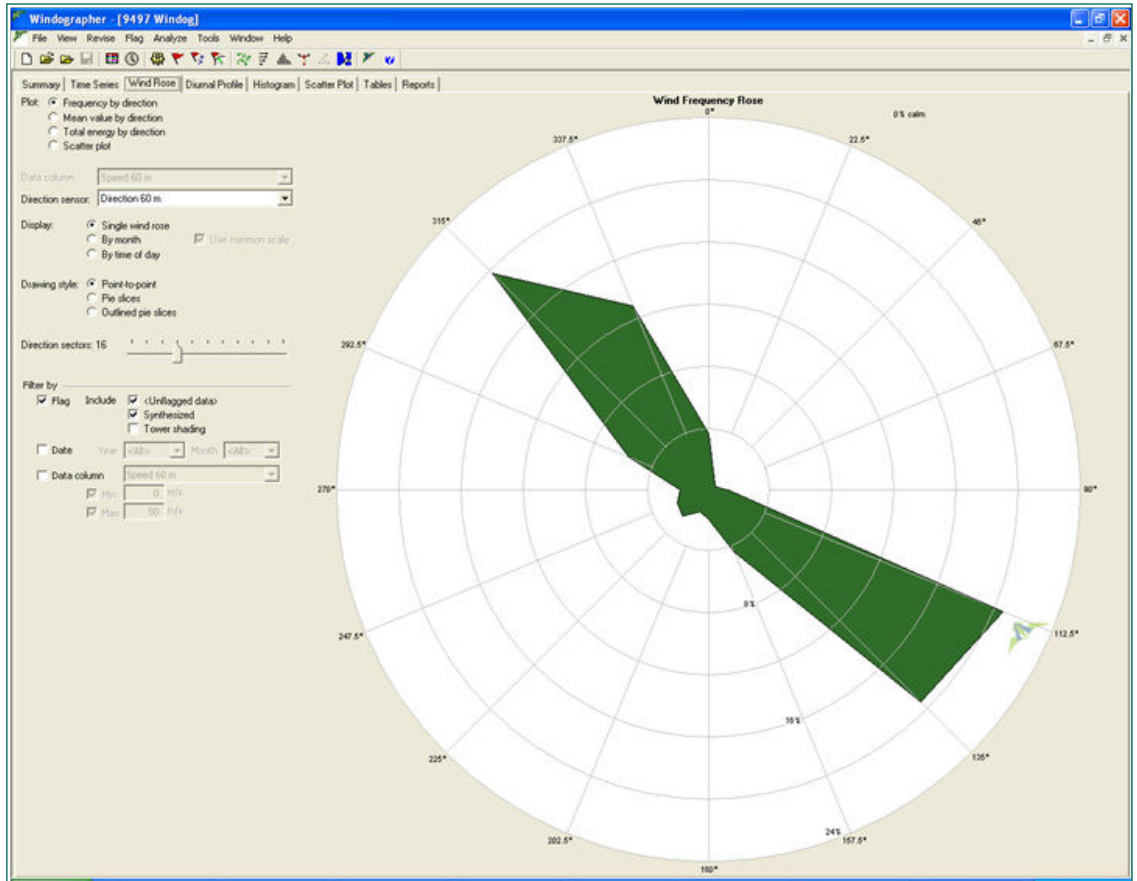 Windographer - [9497 Windog]
File View Revise Flag Analyze Tools Window Help
Summary Time Series Wind Rose Diurnal Profile Histogram Scatter Plot Tables Reports
Plot: Frequency by direction
Mean value by direction
Total energy by direction
Scatter plot
Data column: Speed 60 m
Direction sensor: Direction 60 m
Display: Single wind rose
By month Use common scale
By time of day
Drawing style: Point-to-point
Pie slices
Outlined pie slices
Direction sectors: 16
Filter by
Flag Include <Unflagged data>
Synthesized
Tower shading
Date Year <All> Month <All>
Data column Speed 60 m
Min 0 m/s
Max 50 m/s
Wind Frequency Rose
0°
0% calm
337.5° 22.5°
315° 45°
292.5° 67.5°
270° 90°
8%
247.5° 112.5°
16%
225° 135°
24%
202.5° 157.5°
180°